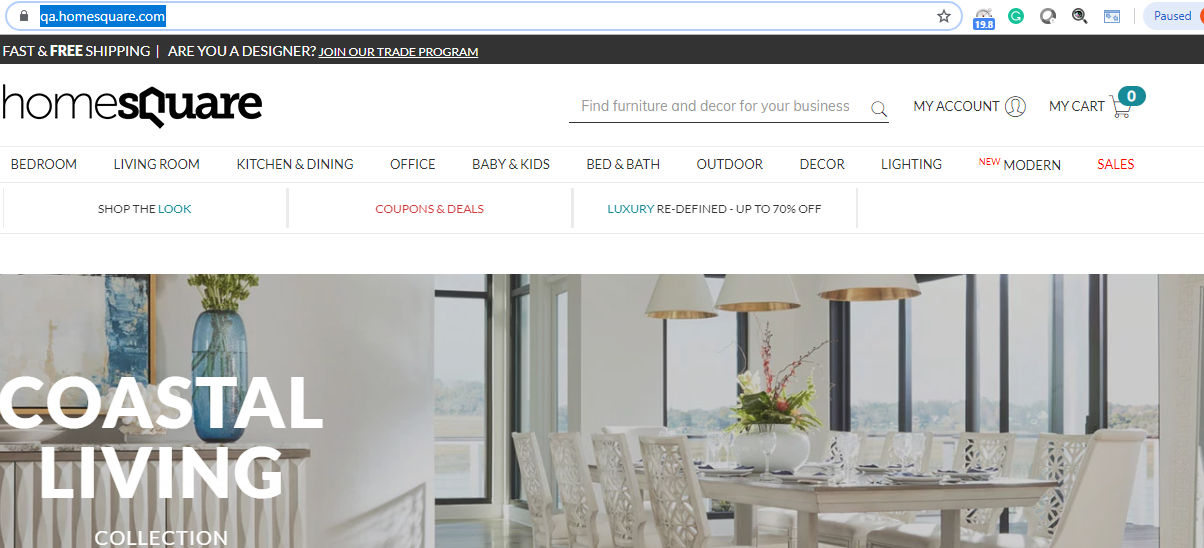 qa.homesquare.com
19.8
Paused
FAST & FREE SHIPPING | ARE YOU A DESIGNER? JOIN OUR TRADE PROGRAM
homesquare
Find furniture and decor for your business
MY ACCOUNT
MY CART
0
BEDROOM
LIVING ROOM
KITCHEN & DINING
OFFICE
BABY & KIDS
BED & BATH
OUTDOOR
DECOR
LIGHTING
NEW MODERN
SALES
SHOP THE LOOK
COUPONS & DEALS
LUXURY RE-DEFINED - UP TO 70% OFF
COASTAL
LIVING
COLLECTION